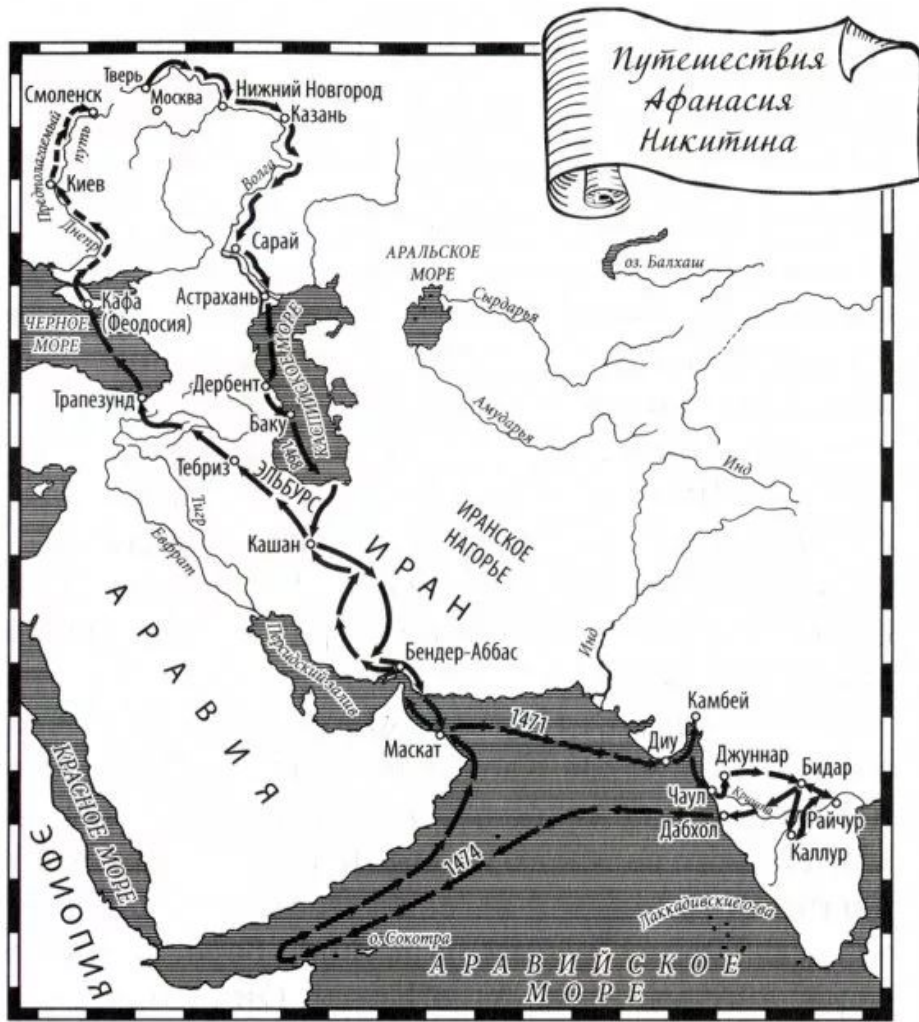 Путешествия
Афанасия
Никитина
Тверь
Москва
Нижний Новгород
Казань
Смоленск
Предполагаемый
путь
Киев
Днепр
Волга
Сарай
АРАЛЬСКОЕ
МОРЕ
оз. Балхаш
Сырдарья
Астрахань
Кафа
(Феодосия)
ЧЕРНОЕ
МОРЕ
КАСПИЙСКОЕ МОРЕ
Дербент
Трапезунд
Баку
1468
Амударья
Тебриз
ЭЛЬБУРС
Инд
Тигр
Евфрат
Кашан
ИРАНСКОЕ
НАГОРЬЕ
ИРАН
АРАВИЯ
Персидский залив
Бендер-Аббас
Инд
Камбей
1471
Маскат
Диу
Джуннар
Бидар
Чаул
Кришна
Райчур
Дабхол
Каллур
КРАСНОЕ МОРЕ
ЭФИОПИЯ
1474
Лаккадивские о-ва
о. Сокотра
АРАВИЙСКОЕ
МОРЕ